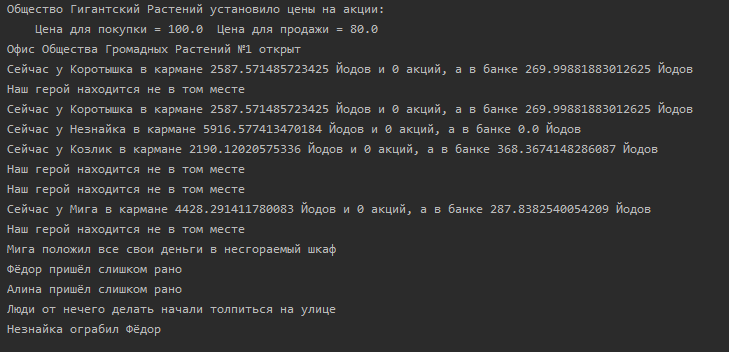 Общество Гигантский Растений установило цены на акции:
Цена для покупки = 100.0  Цена для продажи = 80.0
Офис Общества Громадных Растений №1 открыт
Сейчас у Коротышка в кармане 2587.571485723425 Йодов и 0 акций, а в банке 269.99881883012625 Йодов
Наш герой находится не в том месте
Сейчас у Коротышка в кармане 2587.571485723425 Йодов и 0 акций, а в банке 269.99881883012625 Йодов
Сейчас у Незнайка в кармане 5916.577413470184 Йодов и 0 акций, а в банке 0.0 Йодов
Сейчас у Козлик в кармане 2190.12020575336 Йодов и 0 акций, а в банке 368.3674148286087 Йодов
Наш герой находится не в том месте
Наш герой находится не в том месте
Сейчас у Мига в кармане 4428.291411780083 Йодов и 0 акций, а в банке 287.8382540054209 Йодов
Наш герой находится не в том месте
Мига положил все свои деньги в несгораемый шкаф
Фёдор пришёл слишком рано
Алина пришёл слишком рано
Люди от нечего делать начали толпиться на улице
Незнайка ограбил Фёдор